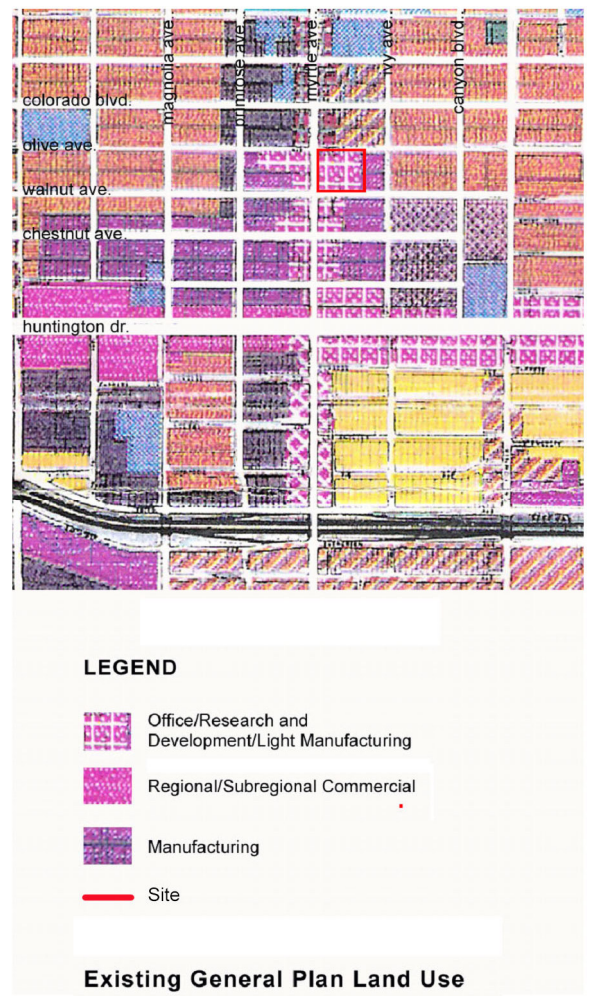 magnolia ave.
primrose ave.
myrtle ave.
ivy ave.
canyon blvd.
colorado blvd.
olive ave.
walnut ave.
chestnut ave.
huntington dr.
LEGEND
Office/Research and
Development/Light Manufacturing
Regional/Subregional Commercial
Manufacturing
Site
Existing General Plan Land Use